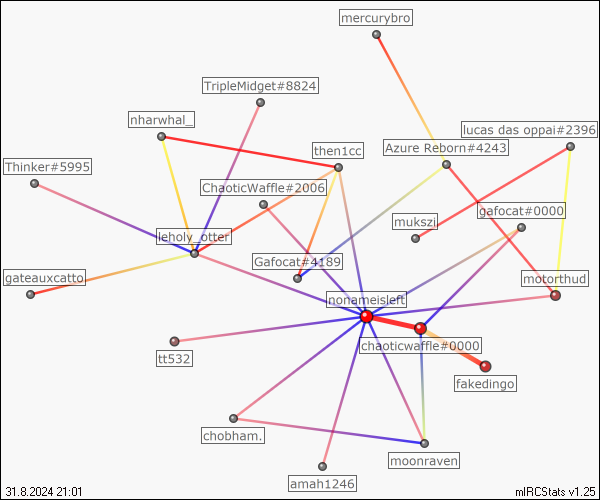 mercurybro
TripleMidget#8824
nharwhal_
lucas das oppai#2396
then1cc
Azure Reborn#4243
Thinker#5995
ChaoticWaffle#2006
gafocat#0000
mukszi
leholy_otter
Gafocat#4189
gateauxcatto
motorthud
nonameisleft
chaoticwaffle#0000
tt532
fakedingo
chobham.
moonraven
amah1246
31.8.2024 21:01
mIRCStats v1.25